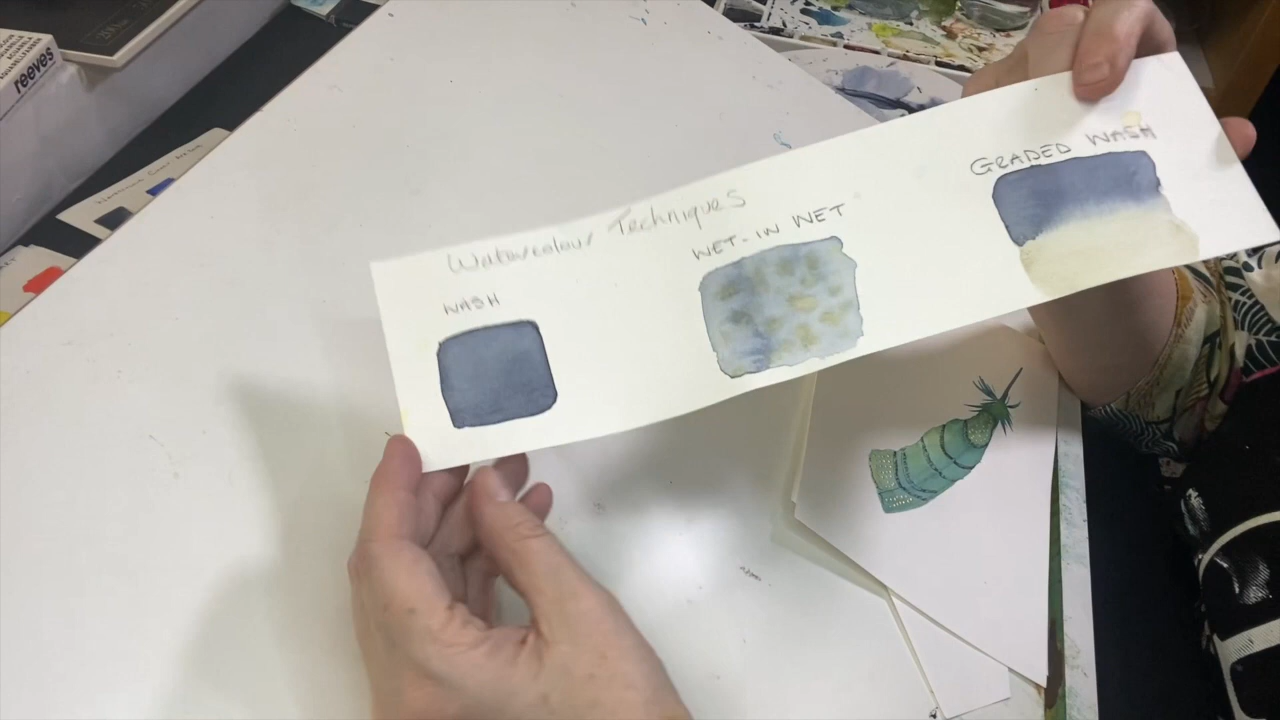 reeves
Watercolour Techniques
WASH
WET-IN WET
GRADED WASH